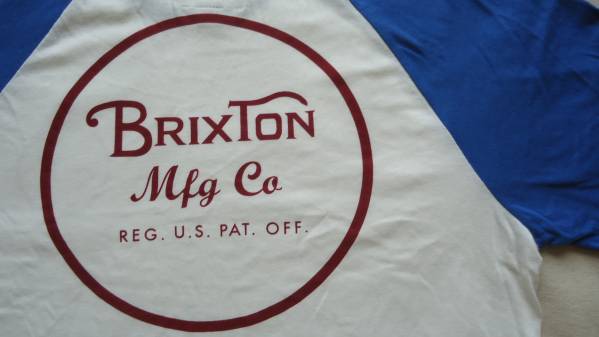 BRIXTON
Mfg Co
REG. U.S. PAT. OFF.